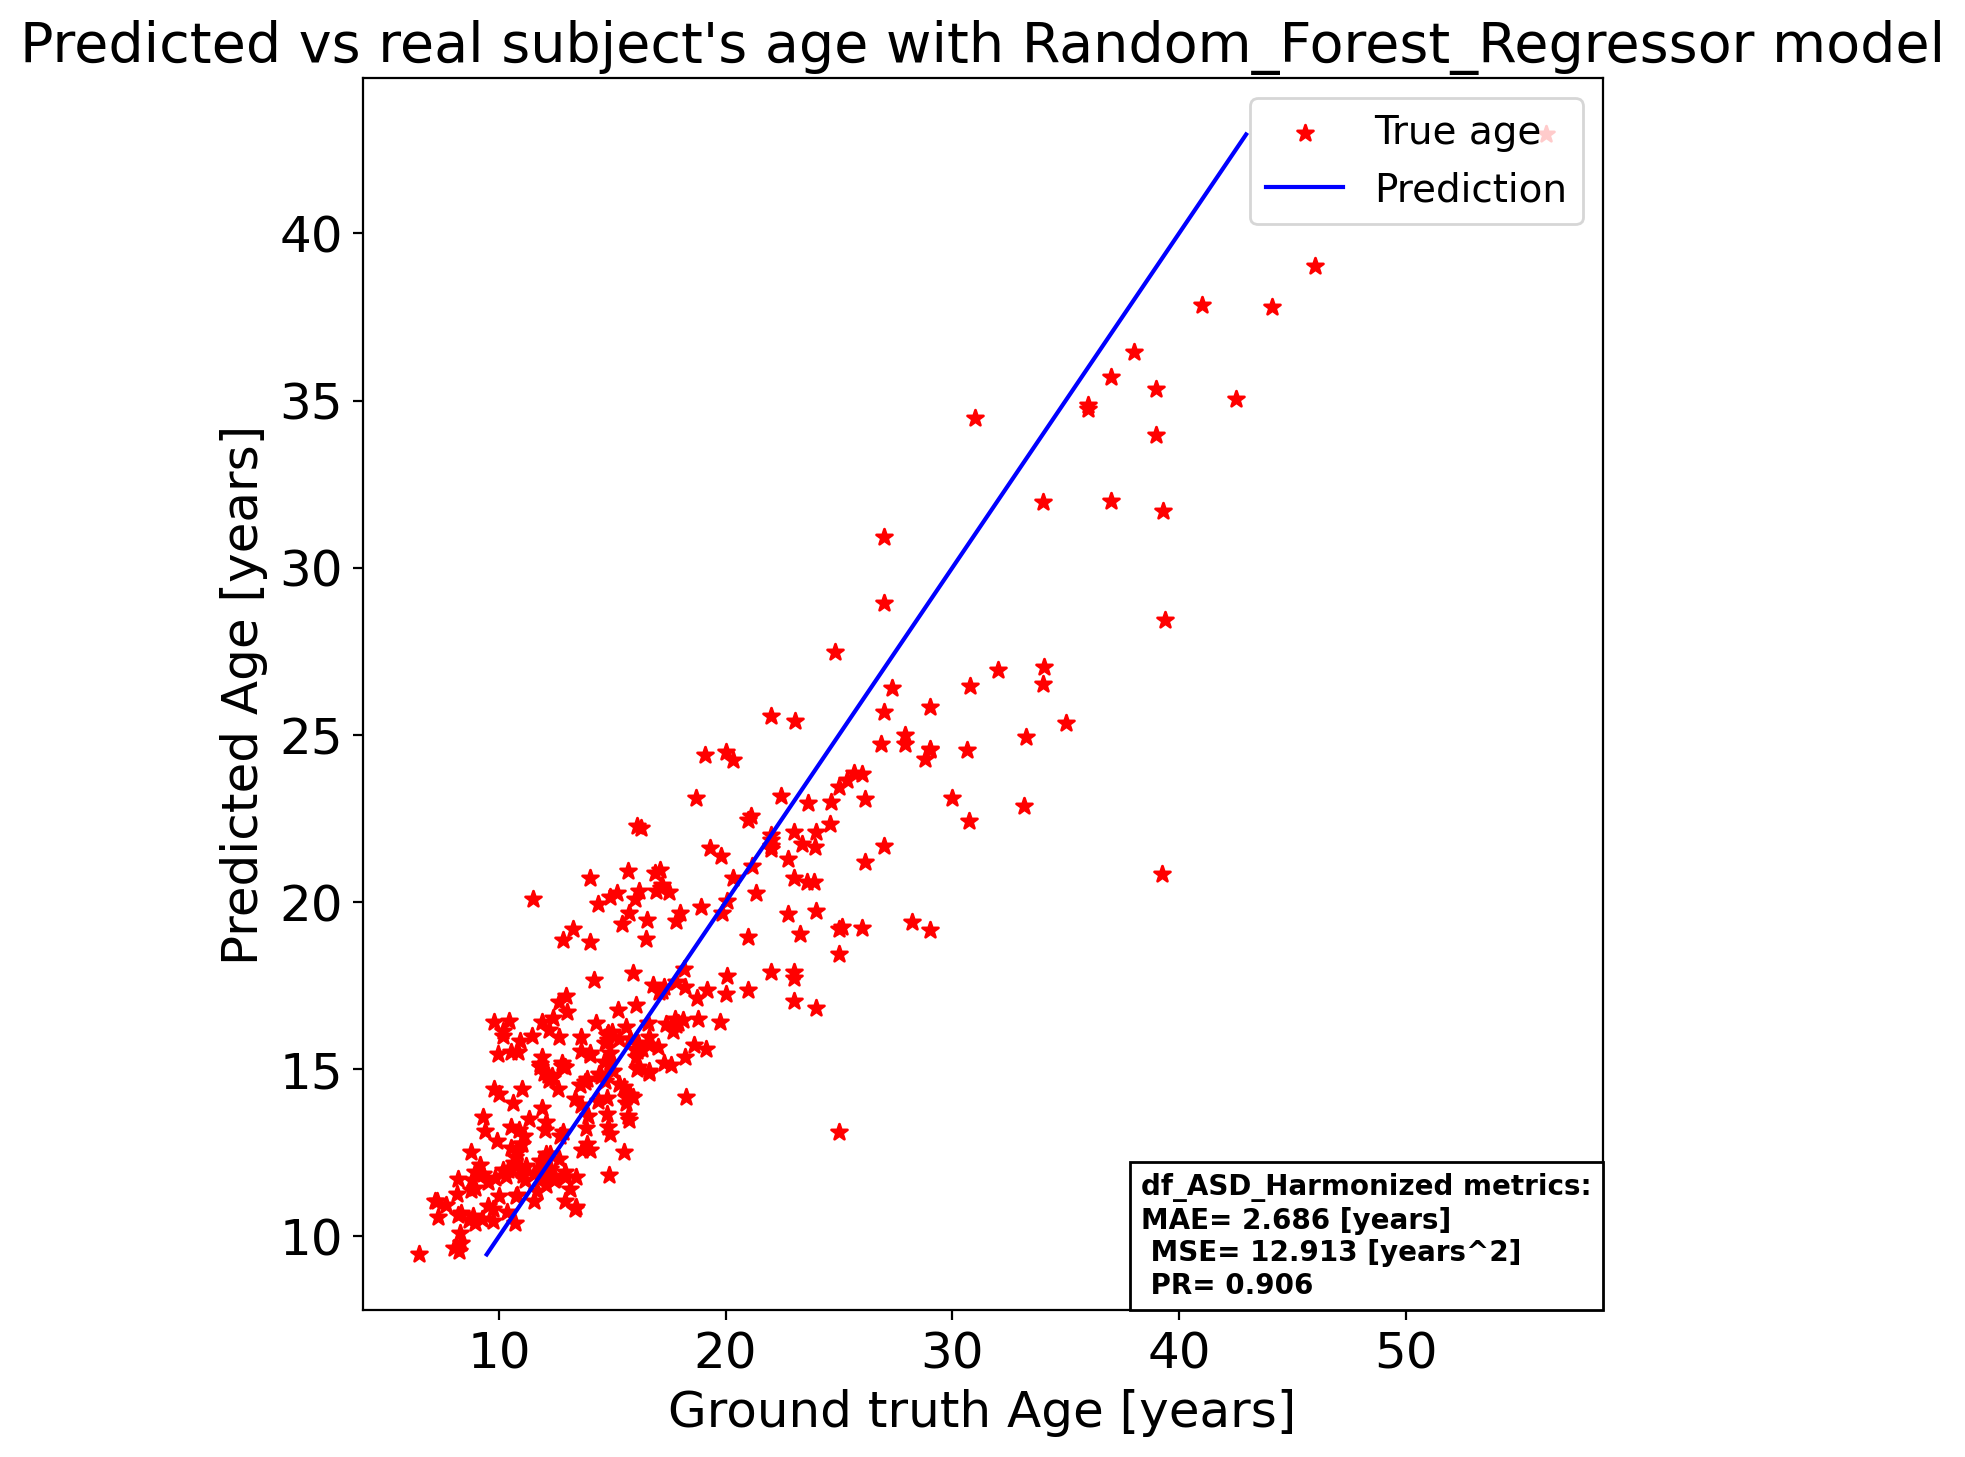 Predicted vs real subject's age with Random_Forest_Regressor model
True age
Prediction
40
35
30
25
20
15
10
Predicted Age [years]
df_ASD_Harmonized metrics:
MAE= 2.686 [years]
MSE= 12.913 [years^2]
PR= 0.906
10 20 30 40 50
Ground truth Age [years]